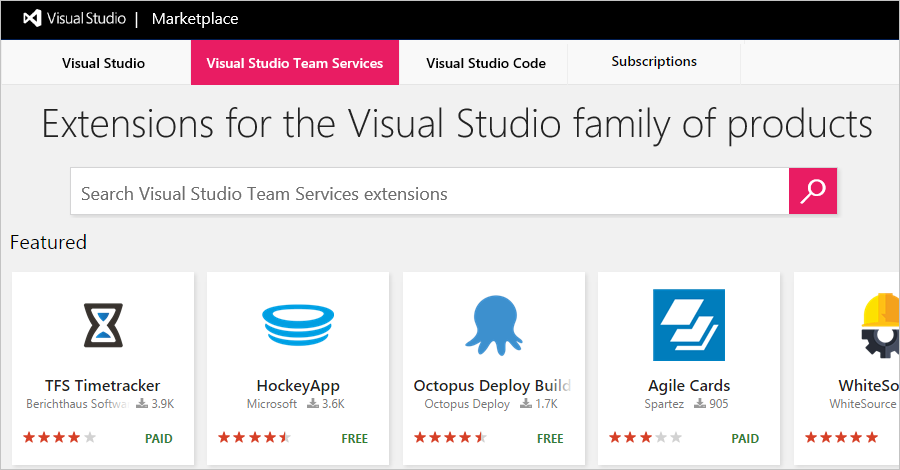 Visual Studio | Marketplace
Visual Studio Visual Studio Team Services Visual Studio Code Subscriptions
Extensions for the Visual Studio family of products
Search Visual Studio Team Services extensions
Featured
TFS Timetracker HockeyApp Octopus Deploy Build Agile Cards WhiteSo
Berichthaus Softwa 3.9K Microsoft 3.6K Octopus Deploy 1.7K Spartez 905 WhiteSource
PAID FREE FREE PAID